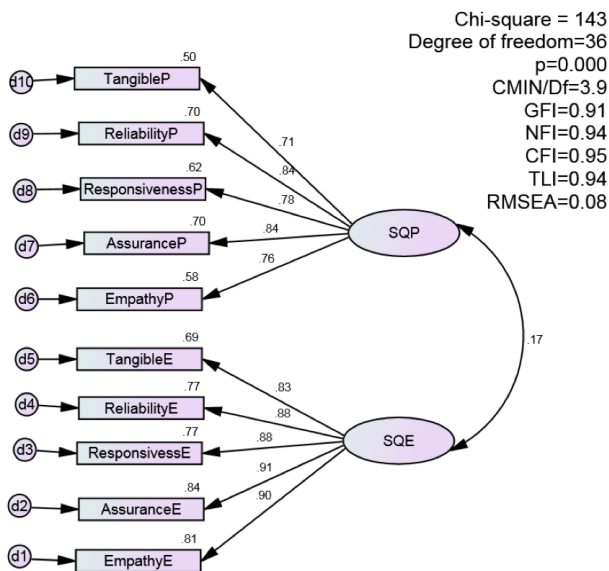 Chi-square = 143
Degree of freedom=36
p=0.000
CMIN/Df=3.9
GFI=0.91
NFI=0.94
CFI=0.95
TLI=0.94
RMSEA=0.08
.50
d10 TangibleP
.71
.70
d9 ReliabilityP
.84
.62
d8 ResponsivenessP
.78
.70
d7 AssuranceP
.84
SQP
.76
.58
d6 EmpathyP
.17
.69
d5 TangibleE
.83
.77
d4 ReliabilityE
.88
.77
d3 ResponsivessE
.88
SQE
.91
.84
d2 AssuranceE
.90
.81
d1 EmpathyE